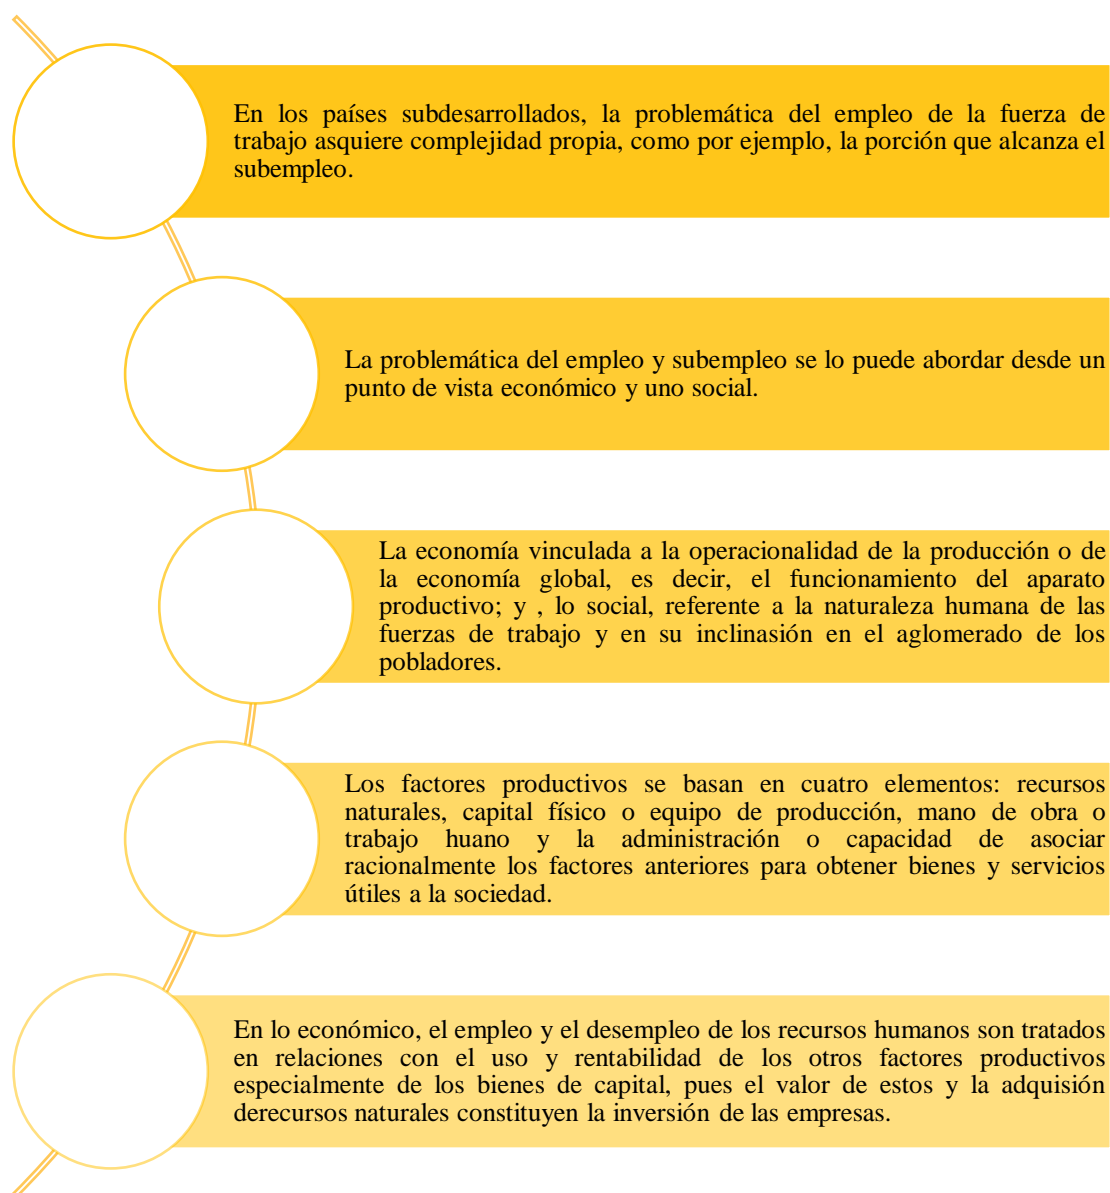 En los países subdesarrollados, la problemática del empleo de la fuerza de
trabajo asquiere complejidad propia, como por ejemplo, la porción que alcanza el
subempleo.
La problemática del empleo y subempleo se lo puede abordar desde un
punto de vista económico y uno social.
La economía vinculada a la operacionalidad de la producción o de
la economía global, es decir, el funcionamiento del aparato
productivo; y , lo social, referente a la naturaleza humana de las
fuerzas de trabajo y en su inclinasión en el aglomerado de los
pobladores.
Los factores productivos se basan en cuatro elementos: recursos
naturales, capital físico o equipo de producción, mano de obra o
trabajo huano y la administración o capacidad de asociar
racionalmente los factores anteriores para obtener bienes y servicios
útiles a la sociedad.
En lo económico, el empleo y el desempleo de los recursos humanos son tratados
en relaciones con el uso y rentabilidad de los otros factores productivos
especialmente de los bienes de capital, pues el valor de estos y la adquisión
derecursos naturales constituyen la inversión de las empresas.